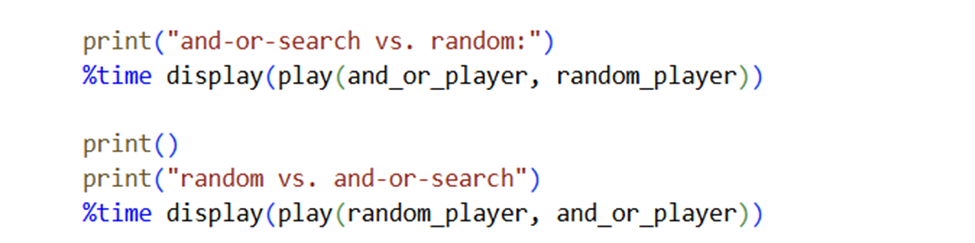 print("and-or-search vs. random:")
%time display(play(and_or_player, random_player))
print()
print("random vs. and-or-search")
%time display(play(random_player, and_or_player))